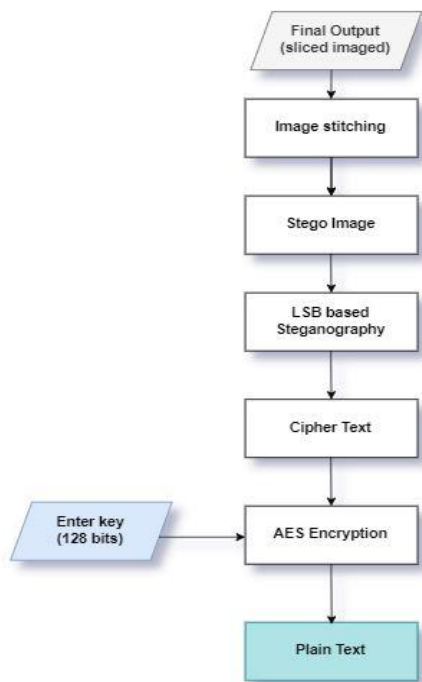 Final Output
(sliced imaged)
Image stitching
Stego Image
LSB based
Steganography
Cipher Text
Enter key
(128 bits)
AES Encryption
Plain Text